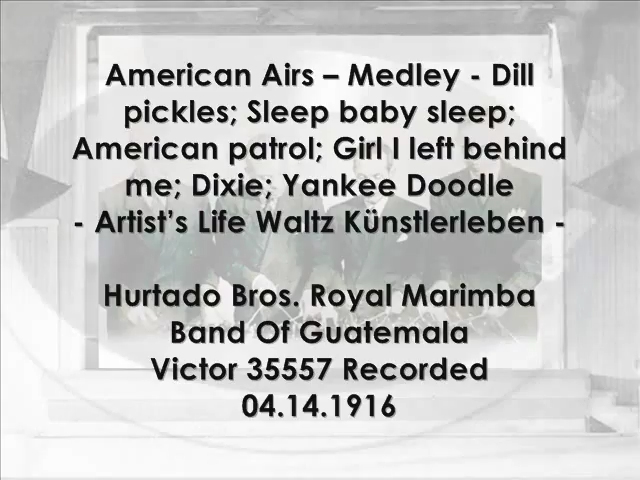 American Airs – Medley - Dill
pickles; Sleep baby sleep;
American patrol; Girl I left behind
me; Dixie; Yankee Doodle
- Artist’s Life Waltz Künstlerleben -
Hurtado Bros. Royal Marimba
Band Of Guatemala
Victor 35557 Recorded
04.14.1916